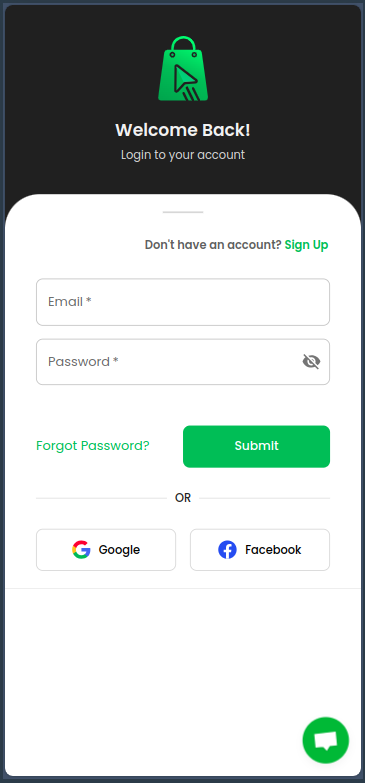 Welcome Back!
Login to your account
Don't have an account? Sign Up
Email *
Password *
Forgot Password?
Submit
OR
Google
Facebook